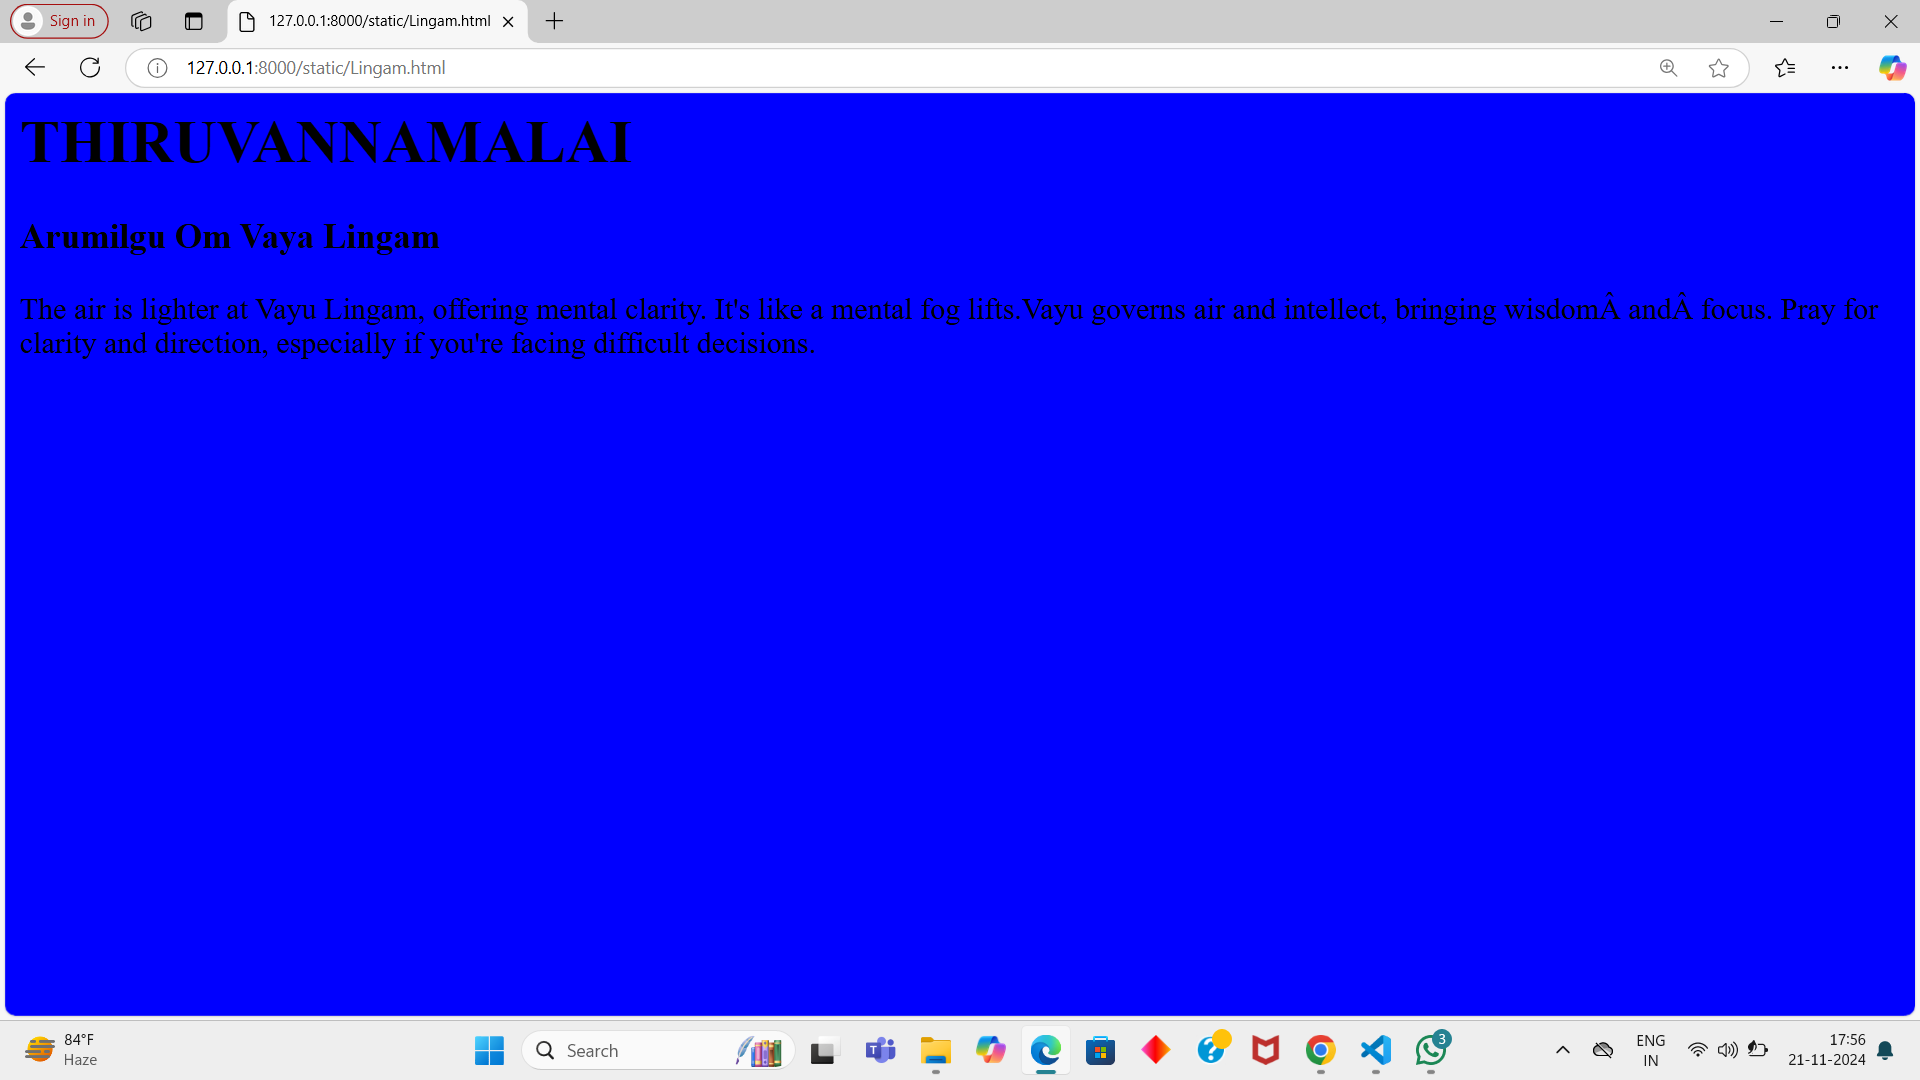 Sign in
127.0.0.1:8000/static/Lingam.html
127.0.0.1:8000/static/Lingam.html
THIRUVANNAMALAI
Arumilgu Om Vaya Lingam
The air is lighter at Vayu Lingam, offering mental clarity. It's like a mental fog lifts.Vayu governs air and intellect, bringing wisdomÂ andÂ focus. Pray for
clarity and direction, especially if you're facing difficult decisions.
84°F
Haze
Search
3
ENG
IN
17:56
21-11-2024